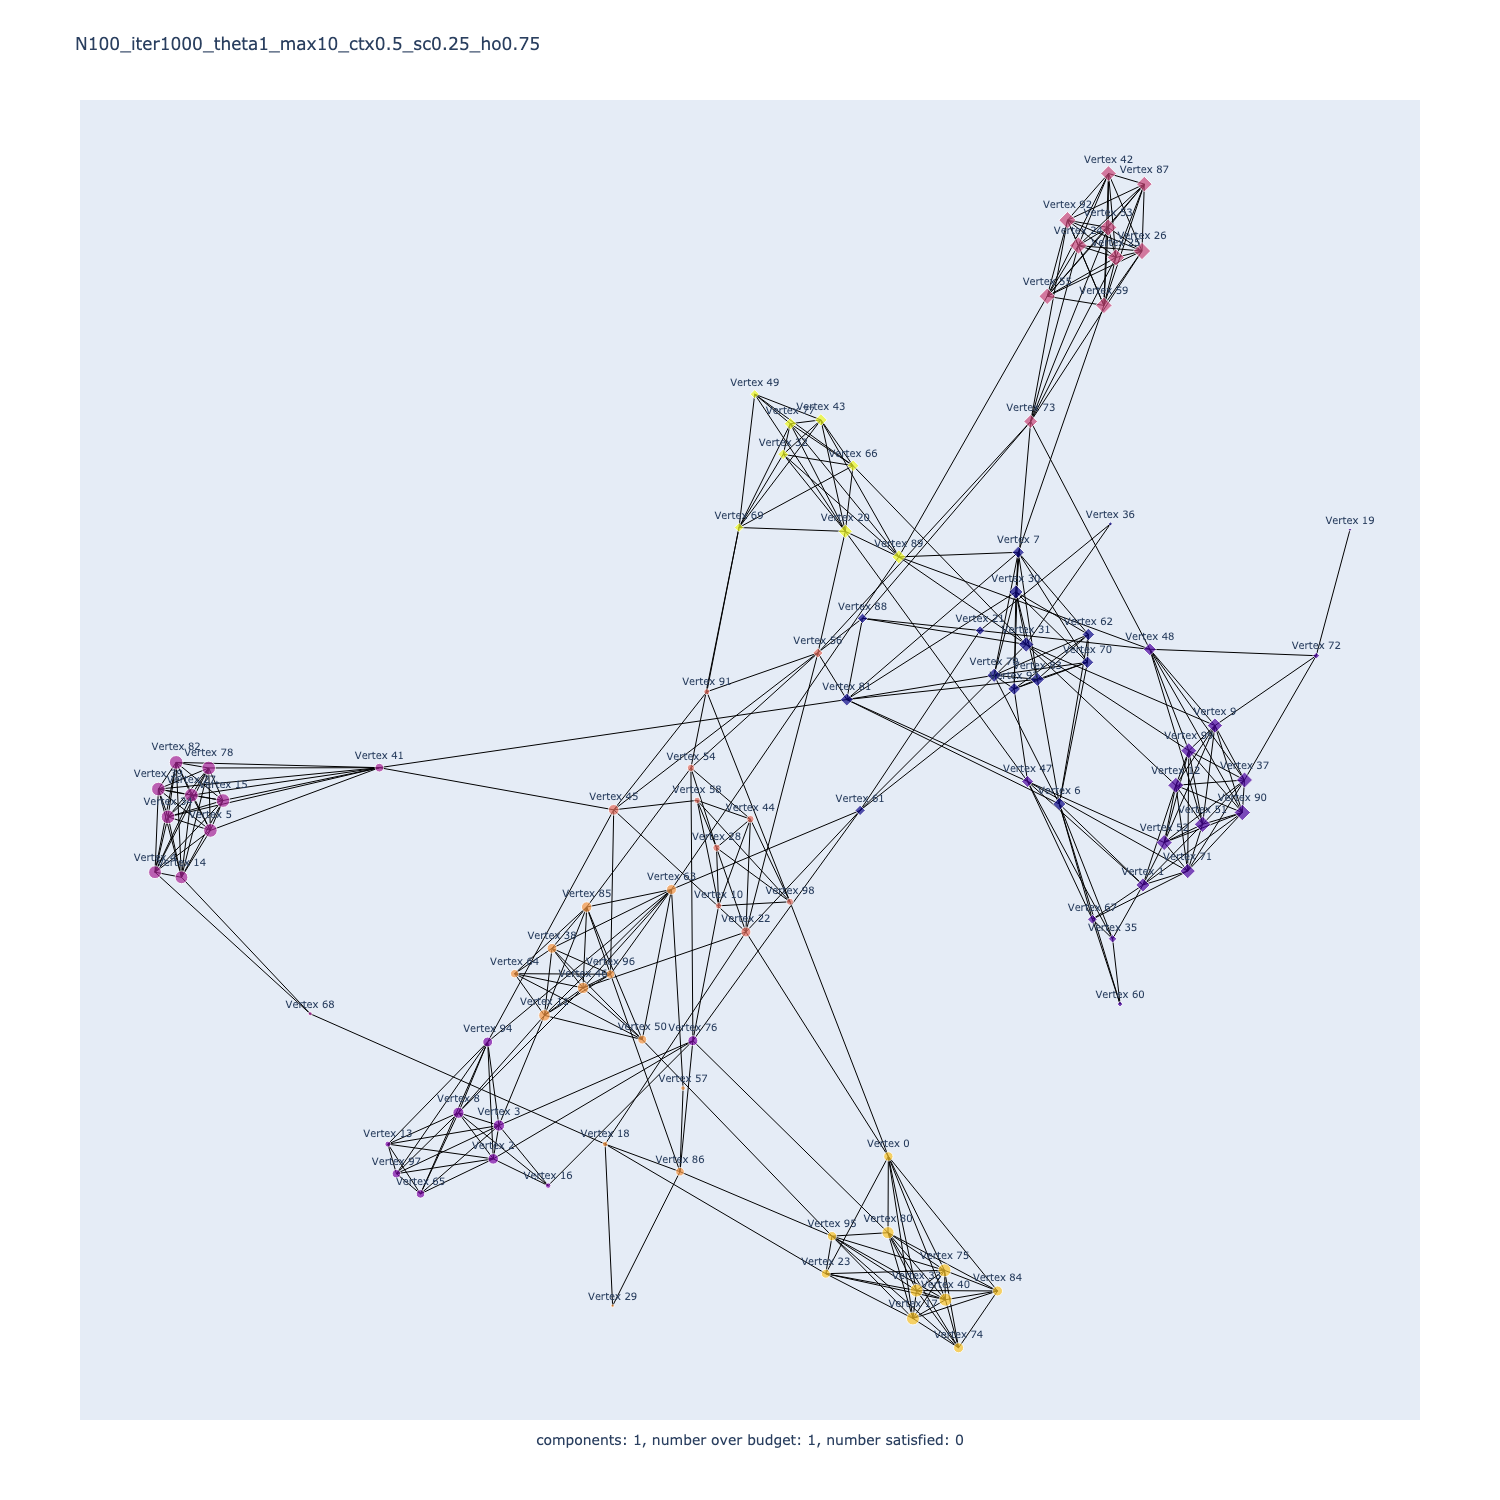 N100_iter1000_theta1_max10_ctx0.5_sc0.25_ho0.75
Vertex 42
Vertex 87
Vertex 92
Vertex 26
Vertex 55
Vertex 59
Vertex 49
Vertex 43
Vertex 77
Vertex 73
Vertex 32
Vertex 66
Vertex 69
Vertex 20
Vertex 36
Vertex 19
Vertex 89
Vertex 7
Vertex 30
Vertex 88
Vertex 21
Vertex 31
Vertex 62
Vertex 56
Vertex 48
Vertex 72
Vertex 70
Vertex 91
Vertex 81
Vertex 9
Vertex 82
Vertex 78
Vertex 41
Vertex 54
Vertex 15
Vertex 37
Vertex 47
Vertex 12
Vertex 58
Vertex 45
Vertex 6
Vertex 61
Vertex 90
Vertex 5
Vertex 44
Vertex 51
Vertex 28
Vertex 52
Vertex 14
Vertex 71
Vertex 1
Vertex 63
Vertex 85
Vertex 10
Vertex 98
Vertex 22
Vertex 67
Vertex 35
Vertex 38
Vertex 64
Vertex 96
Vertex 60
Vertex 68
Vertex 94
Vertex 50
Vertex 76
Vertex 57
Vertex 8
Vertex 3
Vertex 13
Vertex 18
Vertex 0
Vertex 2
Vertex 97
Vertex 86
Vertex 16
Vertex 65
Vertex 95
Vertex 80
Vertex 23
Vertex 75
Vertex 84
Vertex 40
Vertex 29
Vertex 17
Vertex 74
components: 1, number over budget: 1, number satisfied: 0